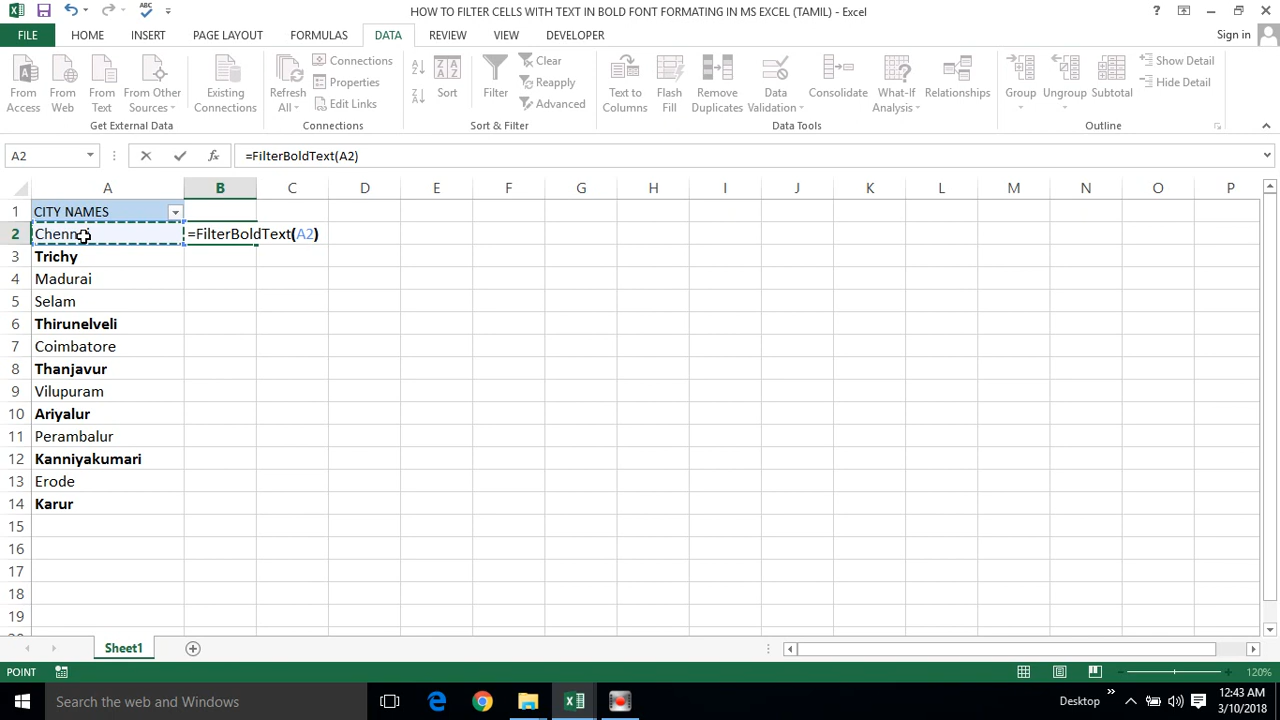 HOW TO FILTER CELLS WITH TEXT IN BOLD FONT FORMATING IN MS EXCEL (TAMIL) - Excel
FILE HOME INSERT PAGE LAYOUT FORMULAS DATA REVIEW VIEW DEVELOPER Sign in
From Access
From Web
From Text
From Other Sources
Existing Connections
Get External Data
Refresh All
Connections
Properties
Edit Links
Connections
Sort
Filter
Clear
Reapply
Advanced
Sort & Filter
Text to Columns
Flash Fill
Remove Duplicates
Data Validation
Consolidate
What-If Analysis
Relationships
Data Tools
Group
Ungroup
Subtotal
Show Detail
Hide Detail
Outline
A2 fx =FilterBoldText(A2)
A B C D E F G H I J K L M N O P
1 CITY NAMES
2 =FilterBoldText(A2)
3 Trichy
4 Madurai
5 Selam
6 Thirunelveli
7 Coimbatore
8 Thanjavur
9 Vilupuram
10 Ariyalur
11 Perambalur
12 Kanniyakumari
13 Erode
14 Karur
15
16
17
18
19
Sheet1
POINT 120%
Search the web and Windows
Desktop
12:43 AM
3/10/2018